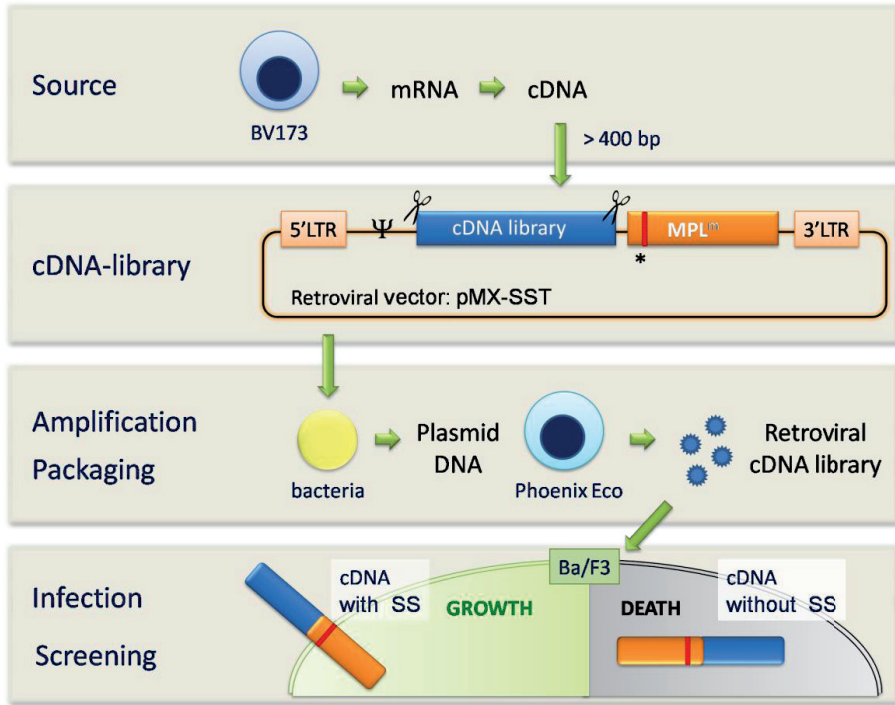 Source
BV173
mRNA
cDNA
> 400 bp
cDNA-library
5'LTR
Ψ
cDNA library
MPLᵐ
3'LTR
*
Retroviral vector: pMX-SST
Amplification
Packaging
bacteria
Plasmid
DNA
Phoenix Eco
Retroviral
cDNA library
Infection
Screening
Ba/F3
cDNA
with SS
GROWTH
DEATH
cDNA
without SS